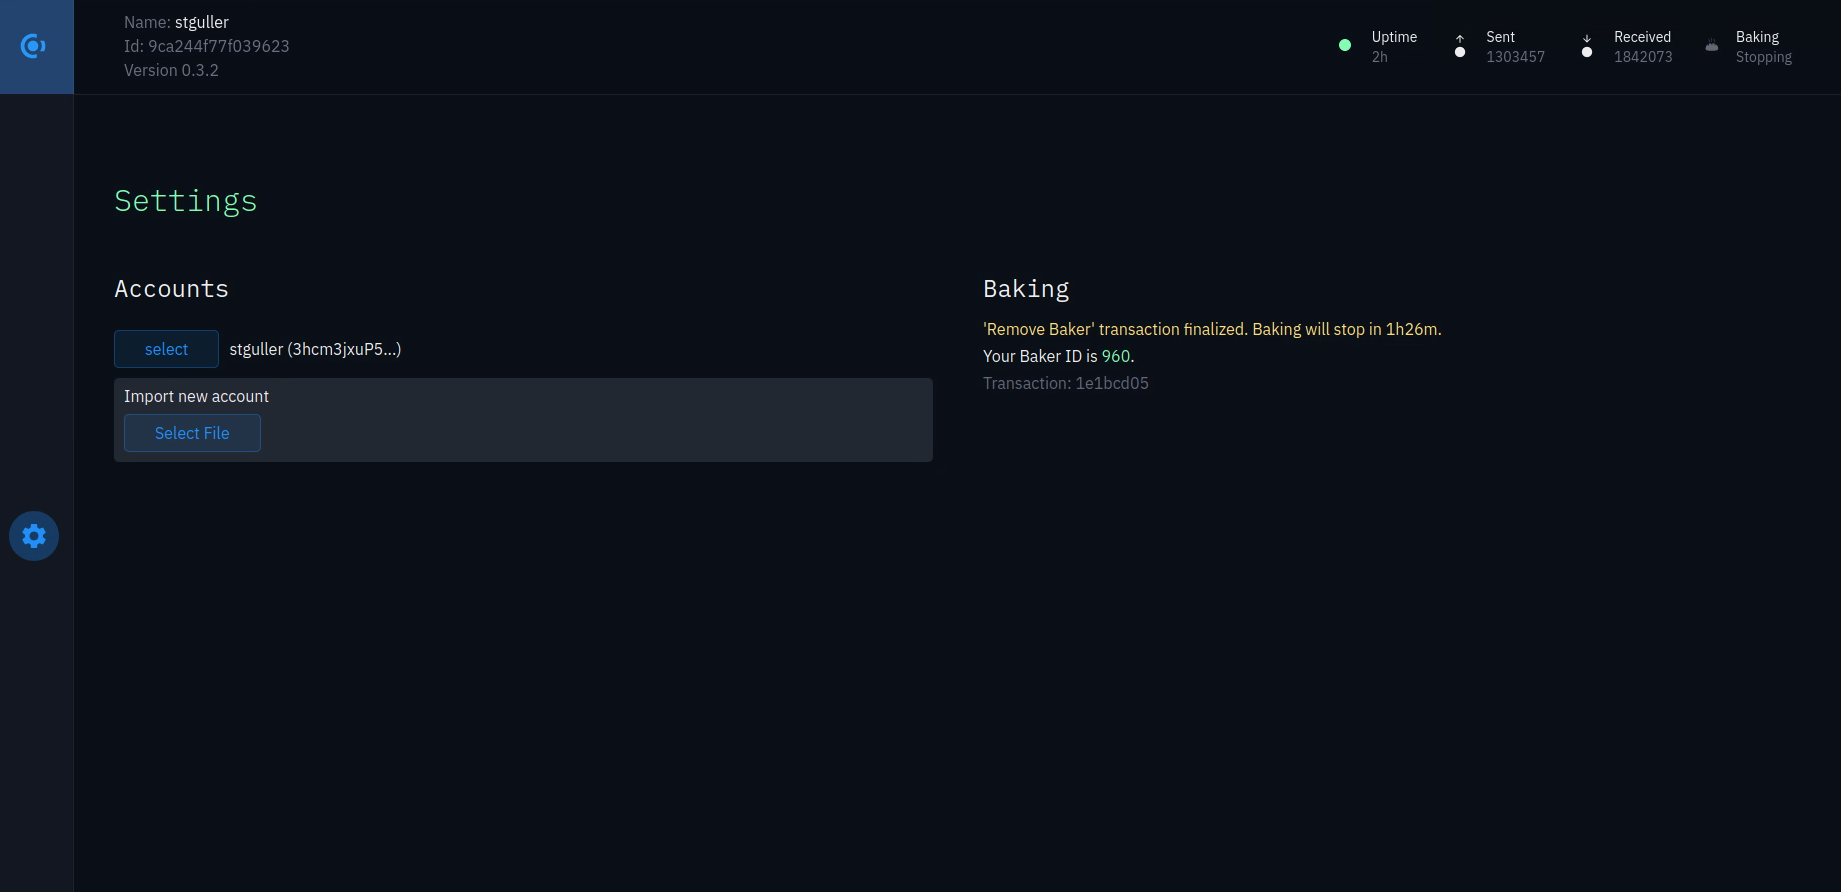 Name: stguller
Id: 9ca244f77f039623
Version 0.3.2
Uptime
2h
Sent
1303457
Received
1842073
Baking
Stopping
Settings
Accounts
select stguller (3hcm3jxuP5...)
Import new account
Select File
Baking
'Remove Baker' transaction finalized. Baking will stop in 1h26m.
Your Baker ID is 960.
Transaction: 1e1bcd05